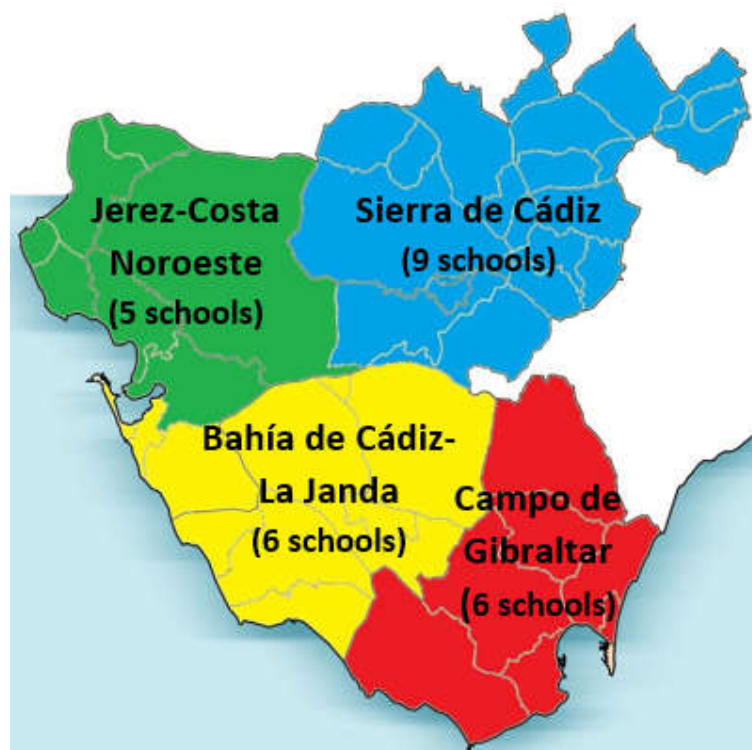 Jerez-Costa
Noroeste
(5 schools)
Sierra de Cádiz
(9 schools)
Bahía de Cádiz-
La Janda
(6 schools)
Campo de
Gibraltar
(6 schools)